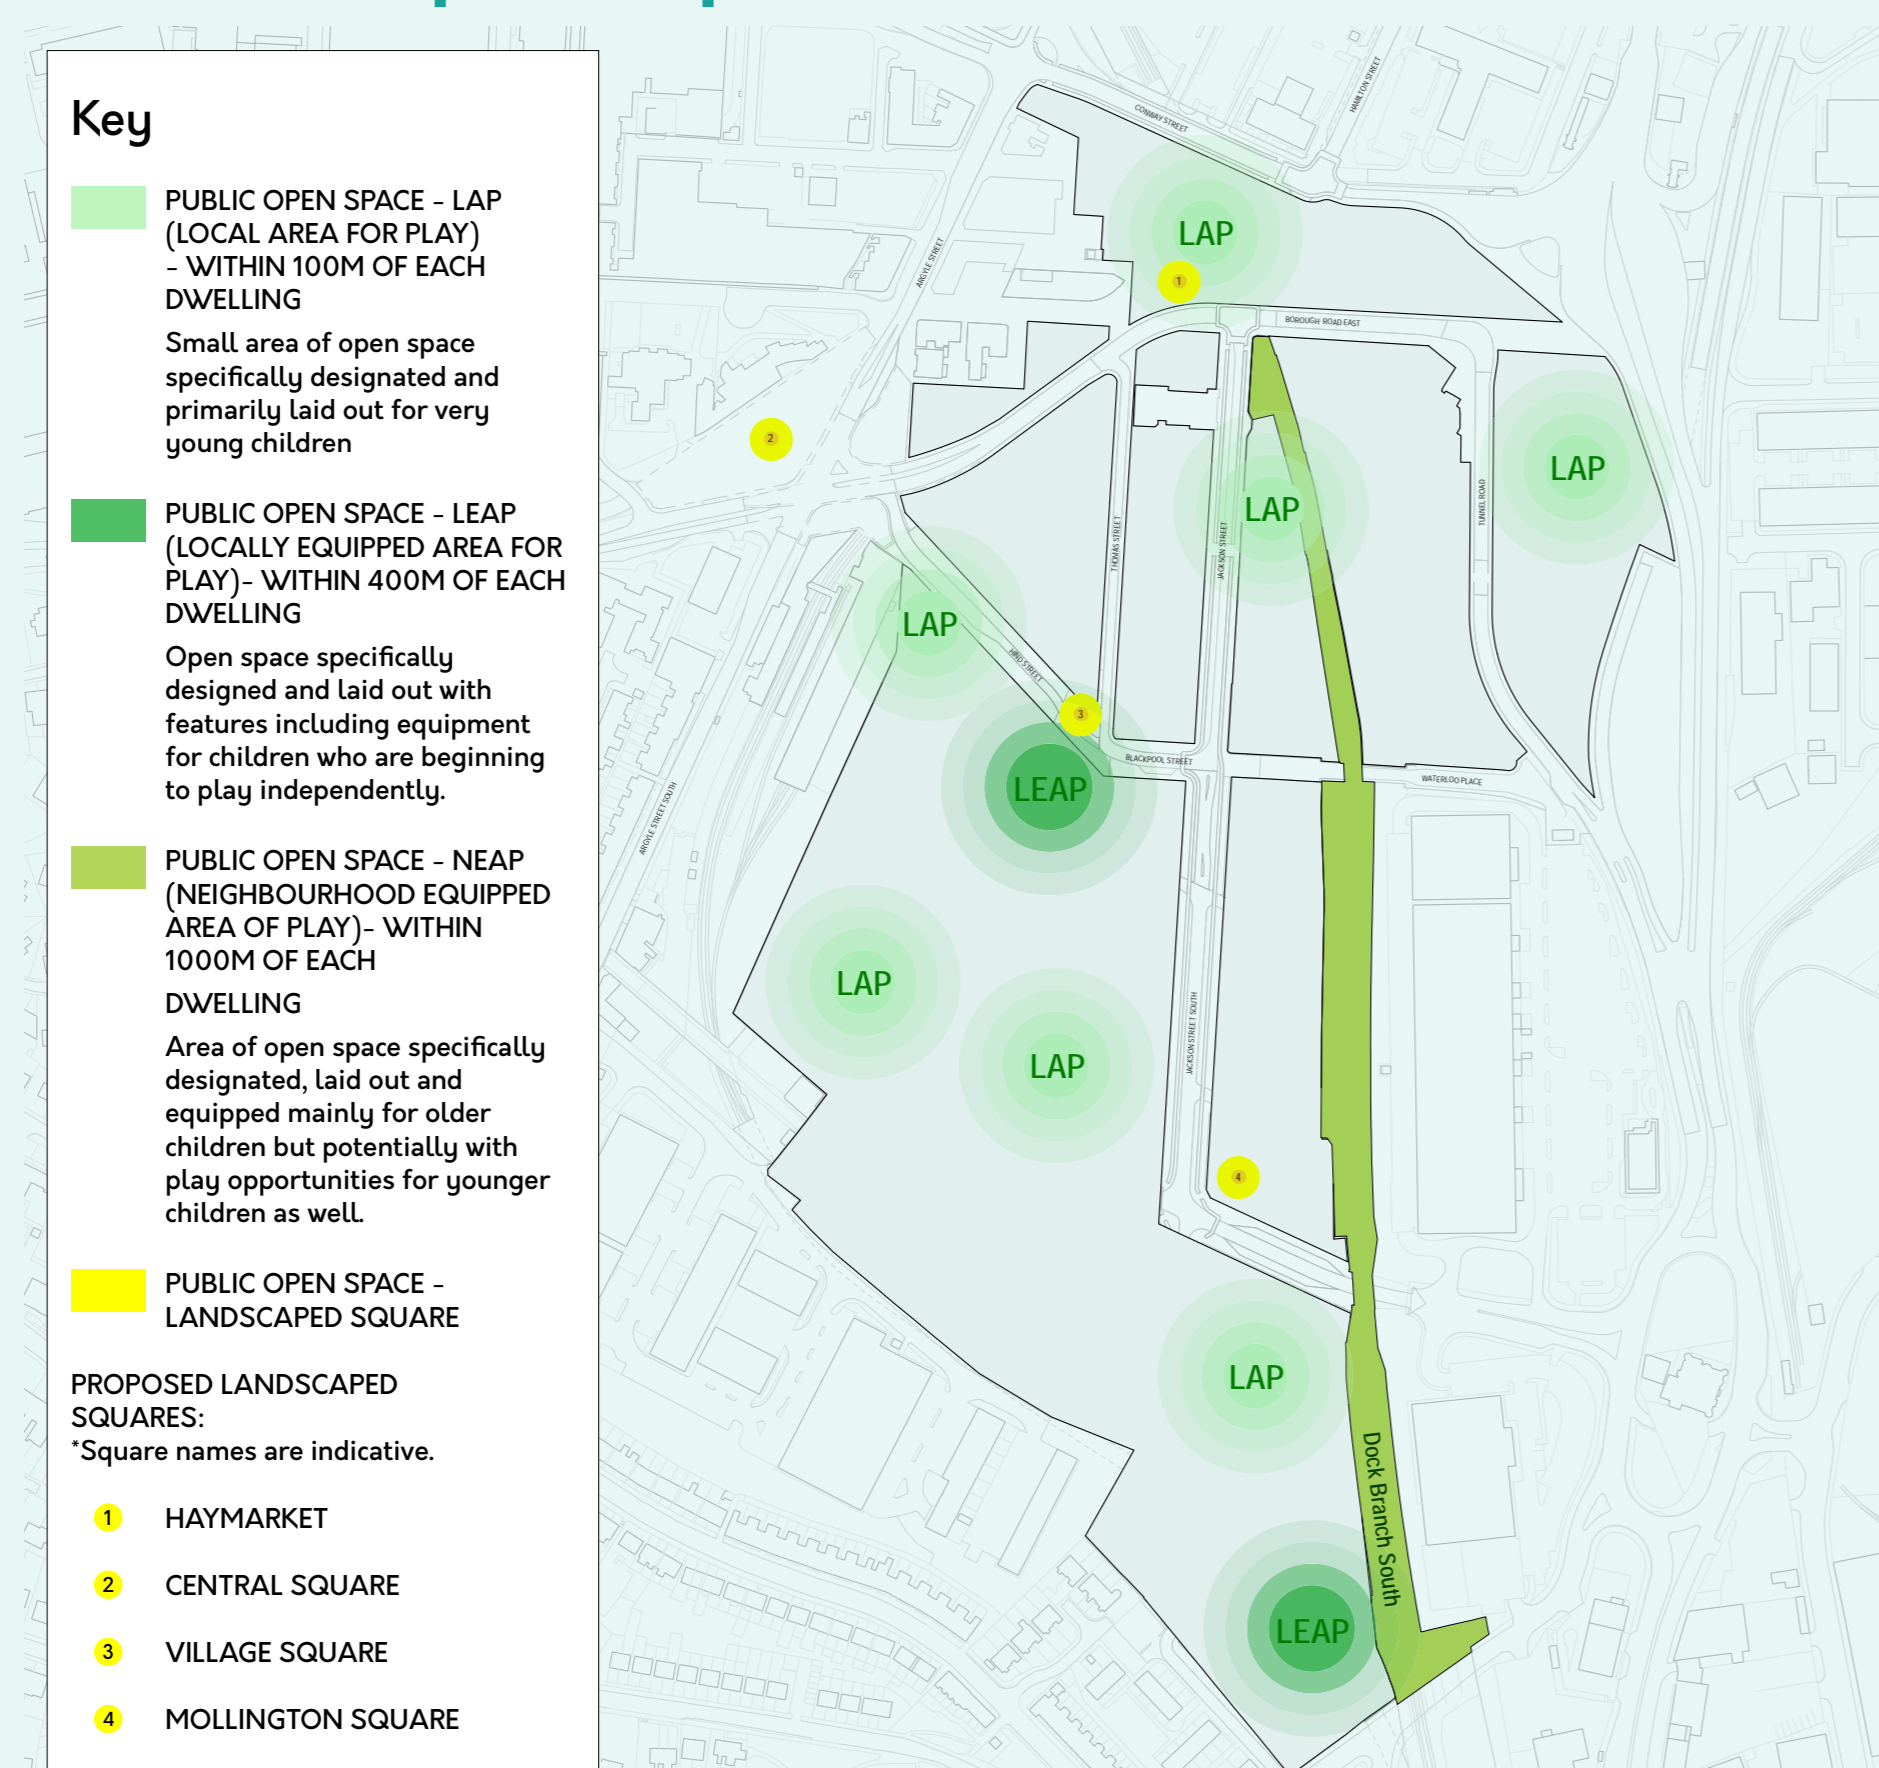 Key
PUBLIC OPEN SPACE - LAP
(LOCAL AREA FOR PLAY)
- WITHIN 100M OF EACH
DWELLING
Small area of open space
specifically designated and
primarily laid out for very
young children
PUBLIC OPEN SPACE - LEAP
(LOCALLY EQUIPPED AREA FOR
PLAY)- WITHIN 400M OF EACH
DWELLING
Open space specifically
designed and laid out with
features including equipment
for children who are beginning
to play independently.
PUBLIC OPEN SPACE - NEAP
(NEIGHBOURHOOD EQUIPPED
AREA OF PLAY)- WITHIN
1000M OF EACH
DWELLING
Area of open space specifically
designated, laid out and
equipped mainly for older
children but potentially with
play opportunities for younger
children as well.
PUBLIC OPEN SPACE -
LANDSCAPED SQUARE
PROPOSED LANDSCAPED
SQUARES:
*Square names are indicative.
1 HAYMARKET
2 CENTRAL SQUARE
3 VILLAGE SQUARE
4 MOLLINGTON SQUARE
HAMILTON STREET
CONWAY STREET
LAP
ARGYLE STREET
1
BOROUGH ROAD EAST
2
LAP
LAP
TUNNEL ROAD
THOMAS STREET
JACKSON STREET
LAP
HIND STREET
3
BLACKPOOL STREET
WATERLOO PLACE
LEAP
ARGYLE STREET SOUTH
LAP
JACKSON STREET SOUTH
LAP
4
LAP
Dock Branch South
LEAP